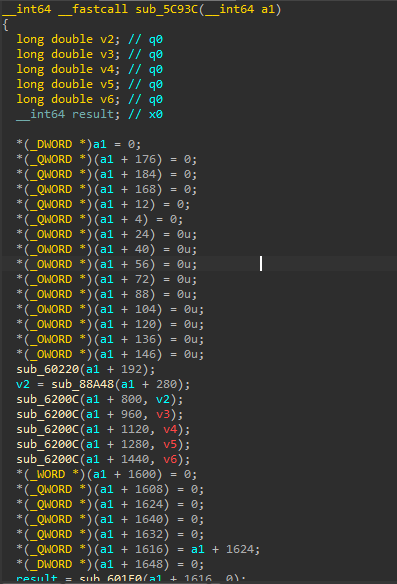 __int64 __fastcall sub_5C93C(__int64 a1)
{
  long double v2; // q0
  long double v3; // q0
  long double v4; // q0
  long double v5; // q0
  long double v6; // q0
  __int64 result; // x0

  *(_DWORD *)a1 = 0;
  *(_QWORD *)(a1 + 176) = 0;
  *(_QWORD *)(a1 + 184) = 0;
  *(_QWORD *)(a1 + 168) = 0;
  *(_QWORD *)(a1 + 12) = 0;
  *(_QWORD *)(a1 + 4) = 0;
  *(_OWORD *)(a1 + 24) = 0u;
  *(_OWORD *)(a1 + 40) = 0u;
  *(_OWORD *)(a1 + 56) = 0u;
  *(_OWORD *)(a1 + 72) = 0u;
  *(_OWORD *)(a1 + 88) = 0u;
  *(_OWORD *)(a1 + 104) = 0u;
  *(_OWORD *)(a1 + 120) = 0u;
  *(_OWORD *)(a1 + 136) = 0u;
  *(_OWORD *)(a1 + 146) = 0u;
  sub_60220(a1 + 192);
  v2 = sub_88A48(a1 + 280);
  sub_6200C(a1 + 800, v2);
  sub_6200C(a1 + 960, v3);
  sub_6200C(a1 + 1120, v4);
  sub_6200C(a1 + 1280, v5);
  sub_6200C(a1 + 1440, v6);
  *(_WORD *)(a1 + 1600) = 0;
  *(_QWORD *)(a1 + 1608) = 0;
  *(_QWORD *)(a1 + 1624) = 0;
  *(_QWORD *)(a1 + 1640) = 0;
  *(_QWORD *)(a1 + 1632) = 0;
  *(_QWORD *)(a1 + 1616) = a1 + 1624;
  *(_DWORD *)(a1 + 1648) = 0;
  result = sub_601F0(a1 + 1616, 0);